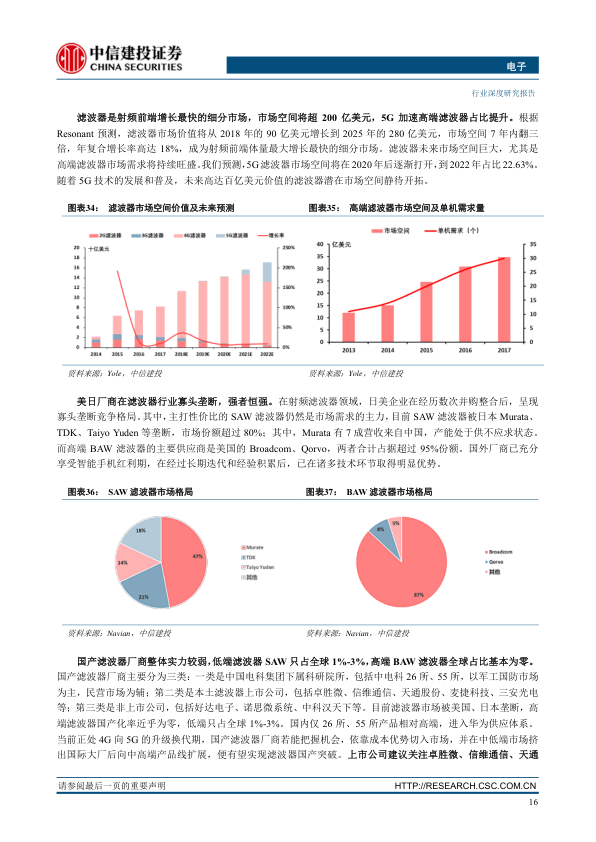 中信建投证券
CHINA SECURITIES
电子
行业深度研究报告
滤波器是射频前端增长最快的细分市场，市场空间将超 200 亿美元，5G 加速高端滤波器占比提升。根据
Resonant 预测，滤波器市场价值将从 2018 年的 90 亿美元增长到 2025 年的 280 亿美元，市场空间 7 年内翻三
倍，年复合增长率高达 18%，成为射频前端体量最大增长最快的细分市场。滤波器未来市场空间巨大，尤其是
高端滤波器市场需求将持续旺盛。我们预测，5G 滤波器市场空间将在 2020 年后逐渐打开，到 2022 年占比 22.63%。
随着 5G 技术的发展和普及，未来高达百亿美元价值的滤波器潜在市场空间静待开拓。
图表34： 滤波器市场空间价值及未来预测
2G滤波器 3G滤波器 4G滤波器 5G滤波器 增长率
十亿美元
20 18 16 14 12 10 8 6 4 2 0
250% 200% 150% 100% 50% 0%
2014 2015 2016 2017 2018E 2019E 2020E 2021E 2022E
资料来源：Yole，中信建投
图表35： 高端滤波器市场空间及单机需求量
市场空间 单机需求（个）
亿美元
40 35 30 25 20 15 10 5 0
35 30 25 20 15 10 5 0
2013 2014 2015 2016 2017
资料来源：Yole，中信建投
美日厂商在滤波器行业寡头垄断，强者恒强。在射频滤波器领域，日美企业在经历数次并购整合后，呈现
寡头垄断竞争格局。其中，主打性价比的 SAW 滤波器仍然是市场需求的主力，目前 SAW 滤波器被日本 Murata、
TDK、Taiyo Yuden 等垄断，市场份额超过 80%；其中，Murata 有 7 成营收来自中国，产能处于供不应求状态。
而高端 BAW 滤波器的主要供应商是美国的 Broadcom、Qorvo，两者合计占据超过 95%份额。国外厂商已充分
享受智能手机红利期，在经过长期迭代和经验积累后，已在诸多技术环节取得明显优势。
图表36： SAW 滤波器市场格局
47%
21%
14%
18%
Murata
TDK
Taiyo Yuden
其他
资料来源：Navian，中信建投
图表37： BAW 滤波器市场格局
87%
8%
5%
Broadcom
Qorvo
其他
资料来源：Navian，中信建投
国产滤波器厂商整体实力较弱，低端滤波器 SAW 只占全球 1%-3%，高端 BAW 滤波器全球占比基本为零。
国产滤波器厂商主要分为三类：一类是中国电科集团下属科研院所，包括中电科 26 所、55 所，以军工国防市场
为主，民营市场为辅；第二类是本土滤波器上市公司，包括卓胜微、信维通信、天通股份、麦捷科技、三安光电
等；第三类是非上市公司，包括好达电子、诺思微系统、中科汉天下等。目前滤波器市场被美国、日本垄断，高
端滤波器国产化率近乎为零，低端只占全球 1%-3%。国内仅 26 所、55 所产品相对高端，进入华为供应体系。
当前正处 4G 向 5G 的升级换代期，国产滤波器厂商若能把握机会，依靠成本优势切入市场，并在中低端市场挤
出国际大厂后向中高端产品线扩展，便有望实现滤波器国产突破。上市公司建议关注卓胜微、信维通信、天通
请参阅最后一页的重要声明
HTTP://RESEARCH.CSC.COM.CN
16